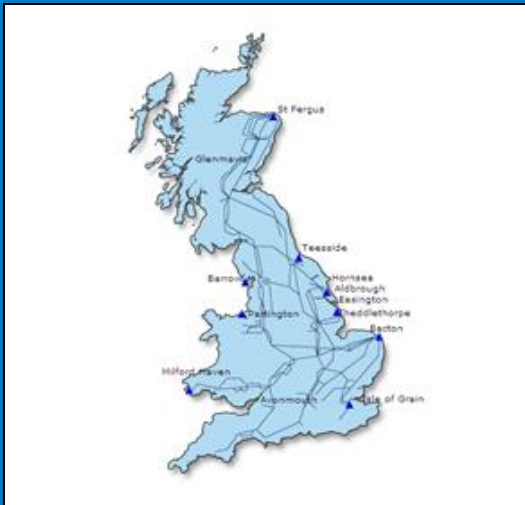 St Fergus
Glenmavis
Teesside
Hornsea
Barrow
Aldbrough
Easington
Theddlethorpe
Partington
Bacton
Milford Haven
Avonmouth
Isle of Grain